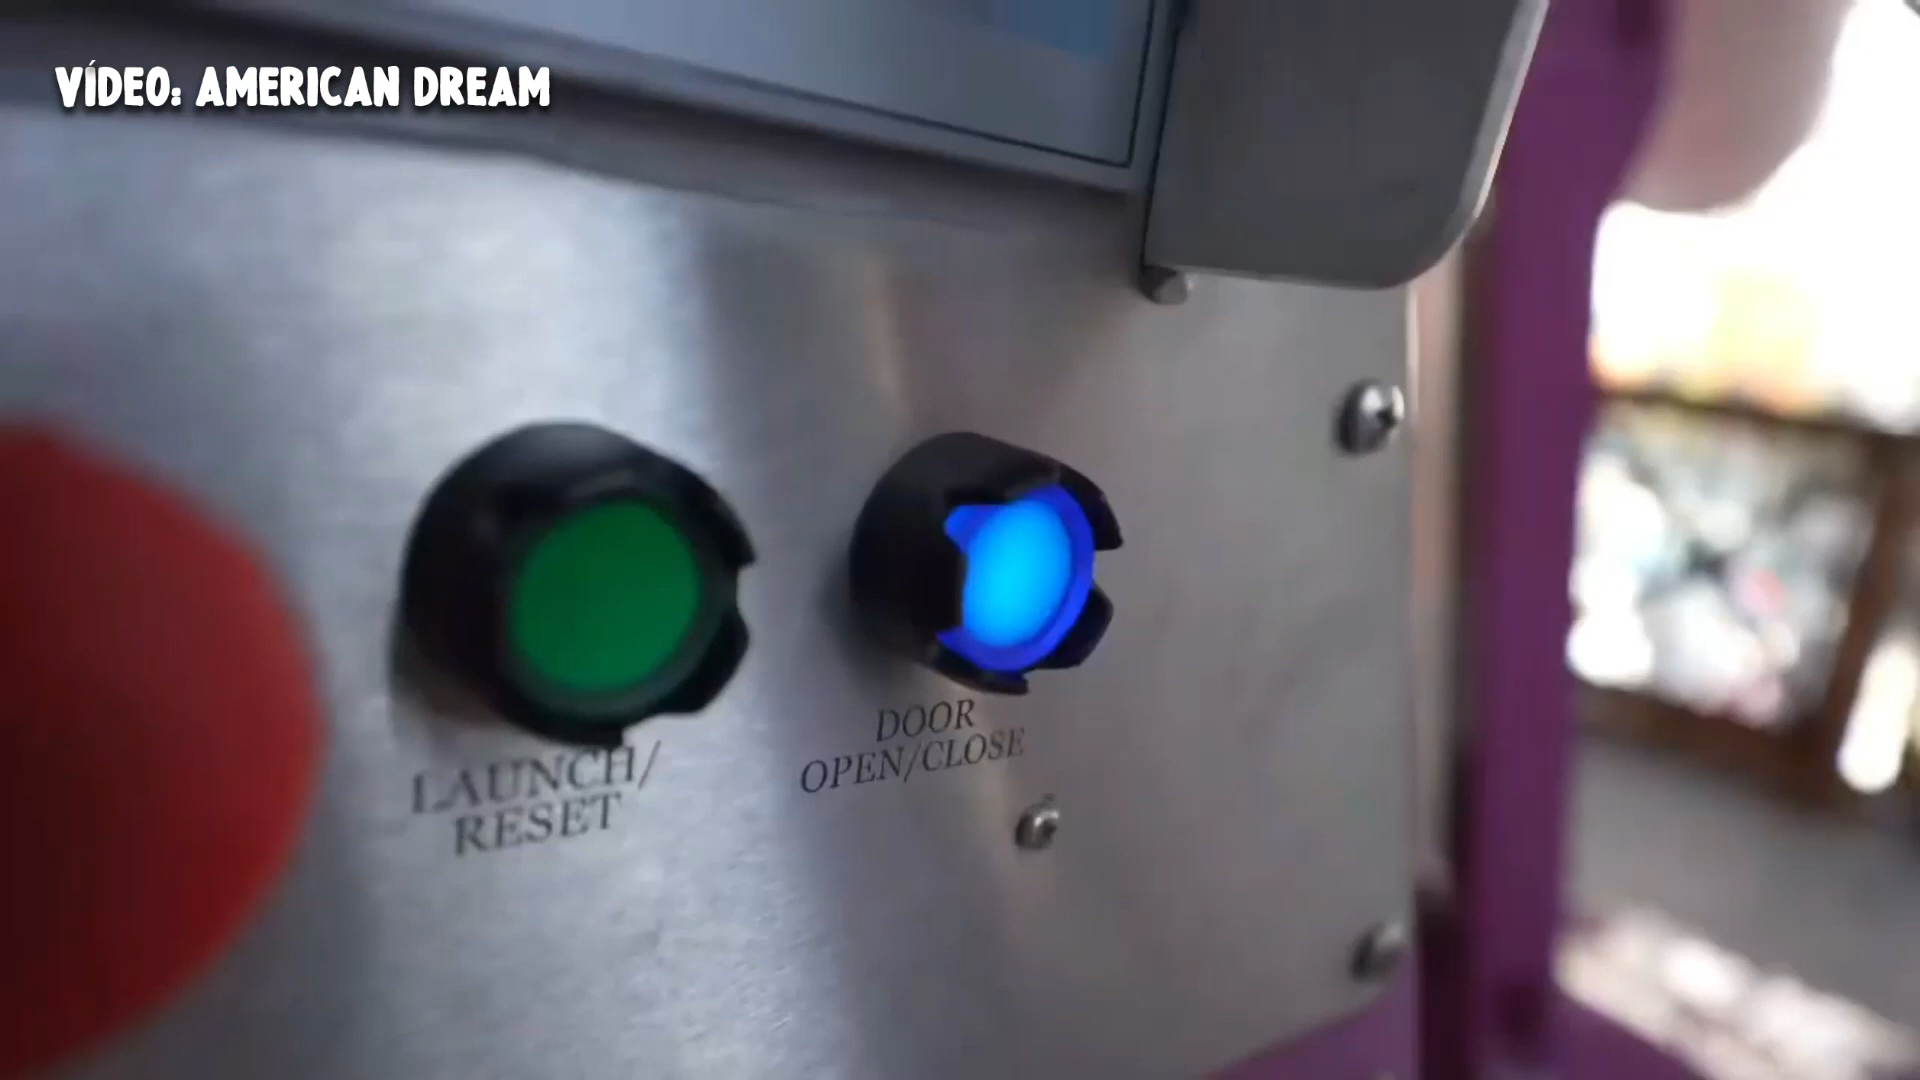 VÍDEO: AMERICAN DREAM
LAUNCH/
RESET
DOOR
OPEN/CLOSE